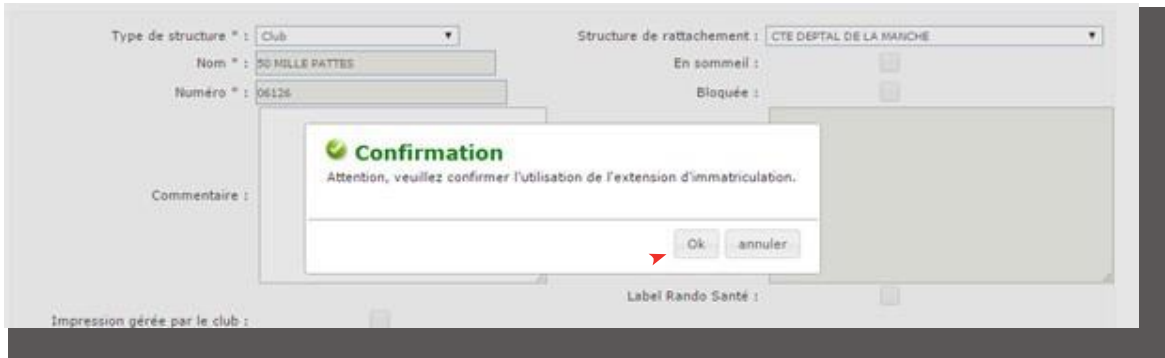 Type de structure * : Club Structure de rattachement : CTE DEPTAL DE LA MANCHE
Nom * : 50 MILLE PATTES En sommeil :
Numéro * : 06126 Bloquée :
Confirmation
Attention, veuillez confirmer l'utilisation de l'extension d'immatriculation.
Commentaire :
Ok annuler
Label Rando Santé :
Impression gérée par le club :